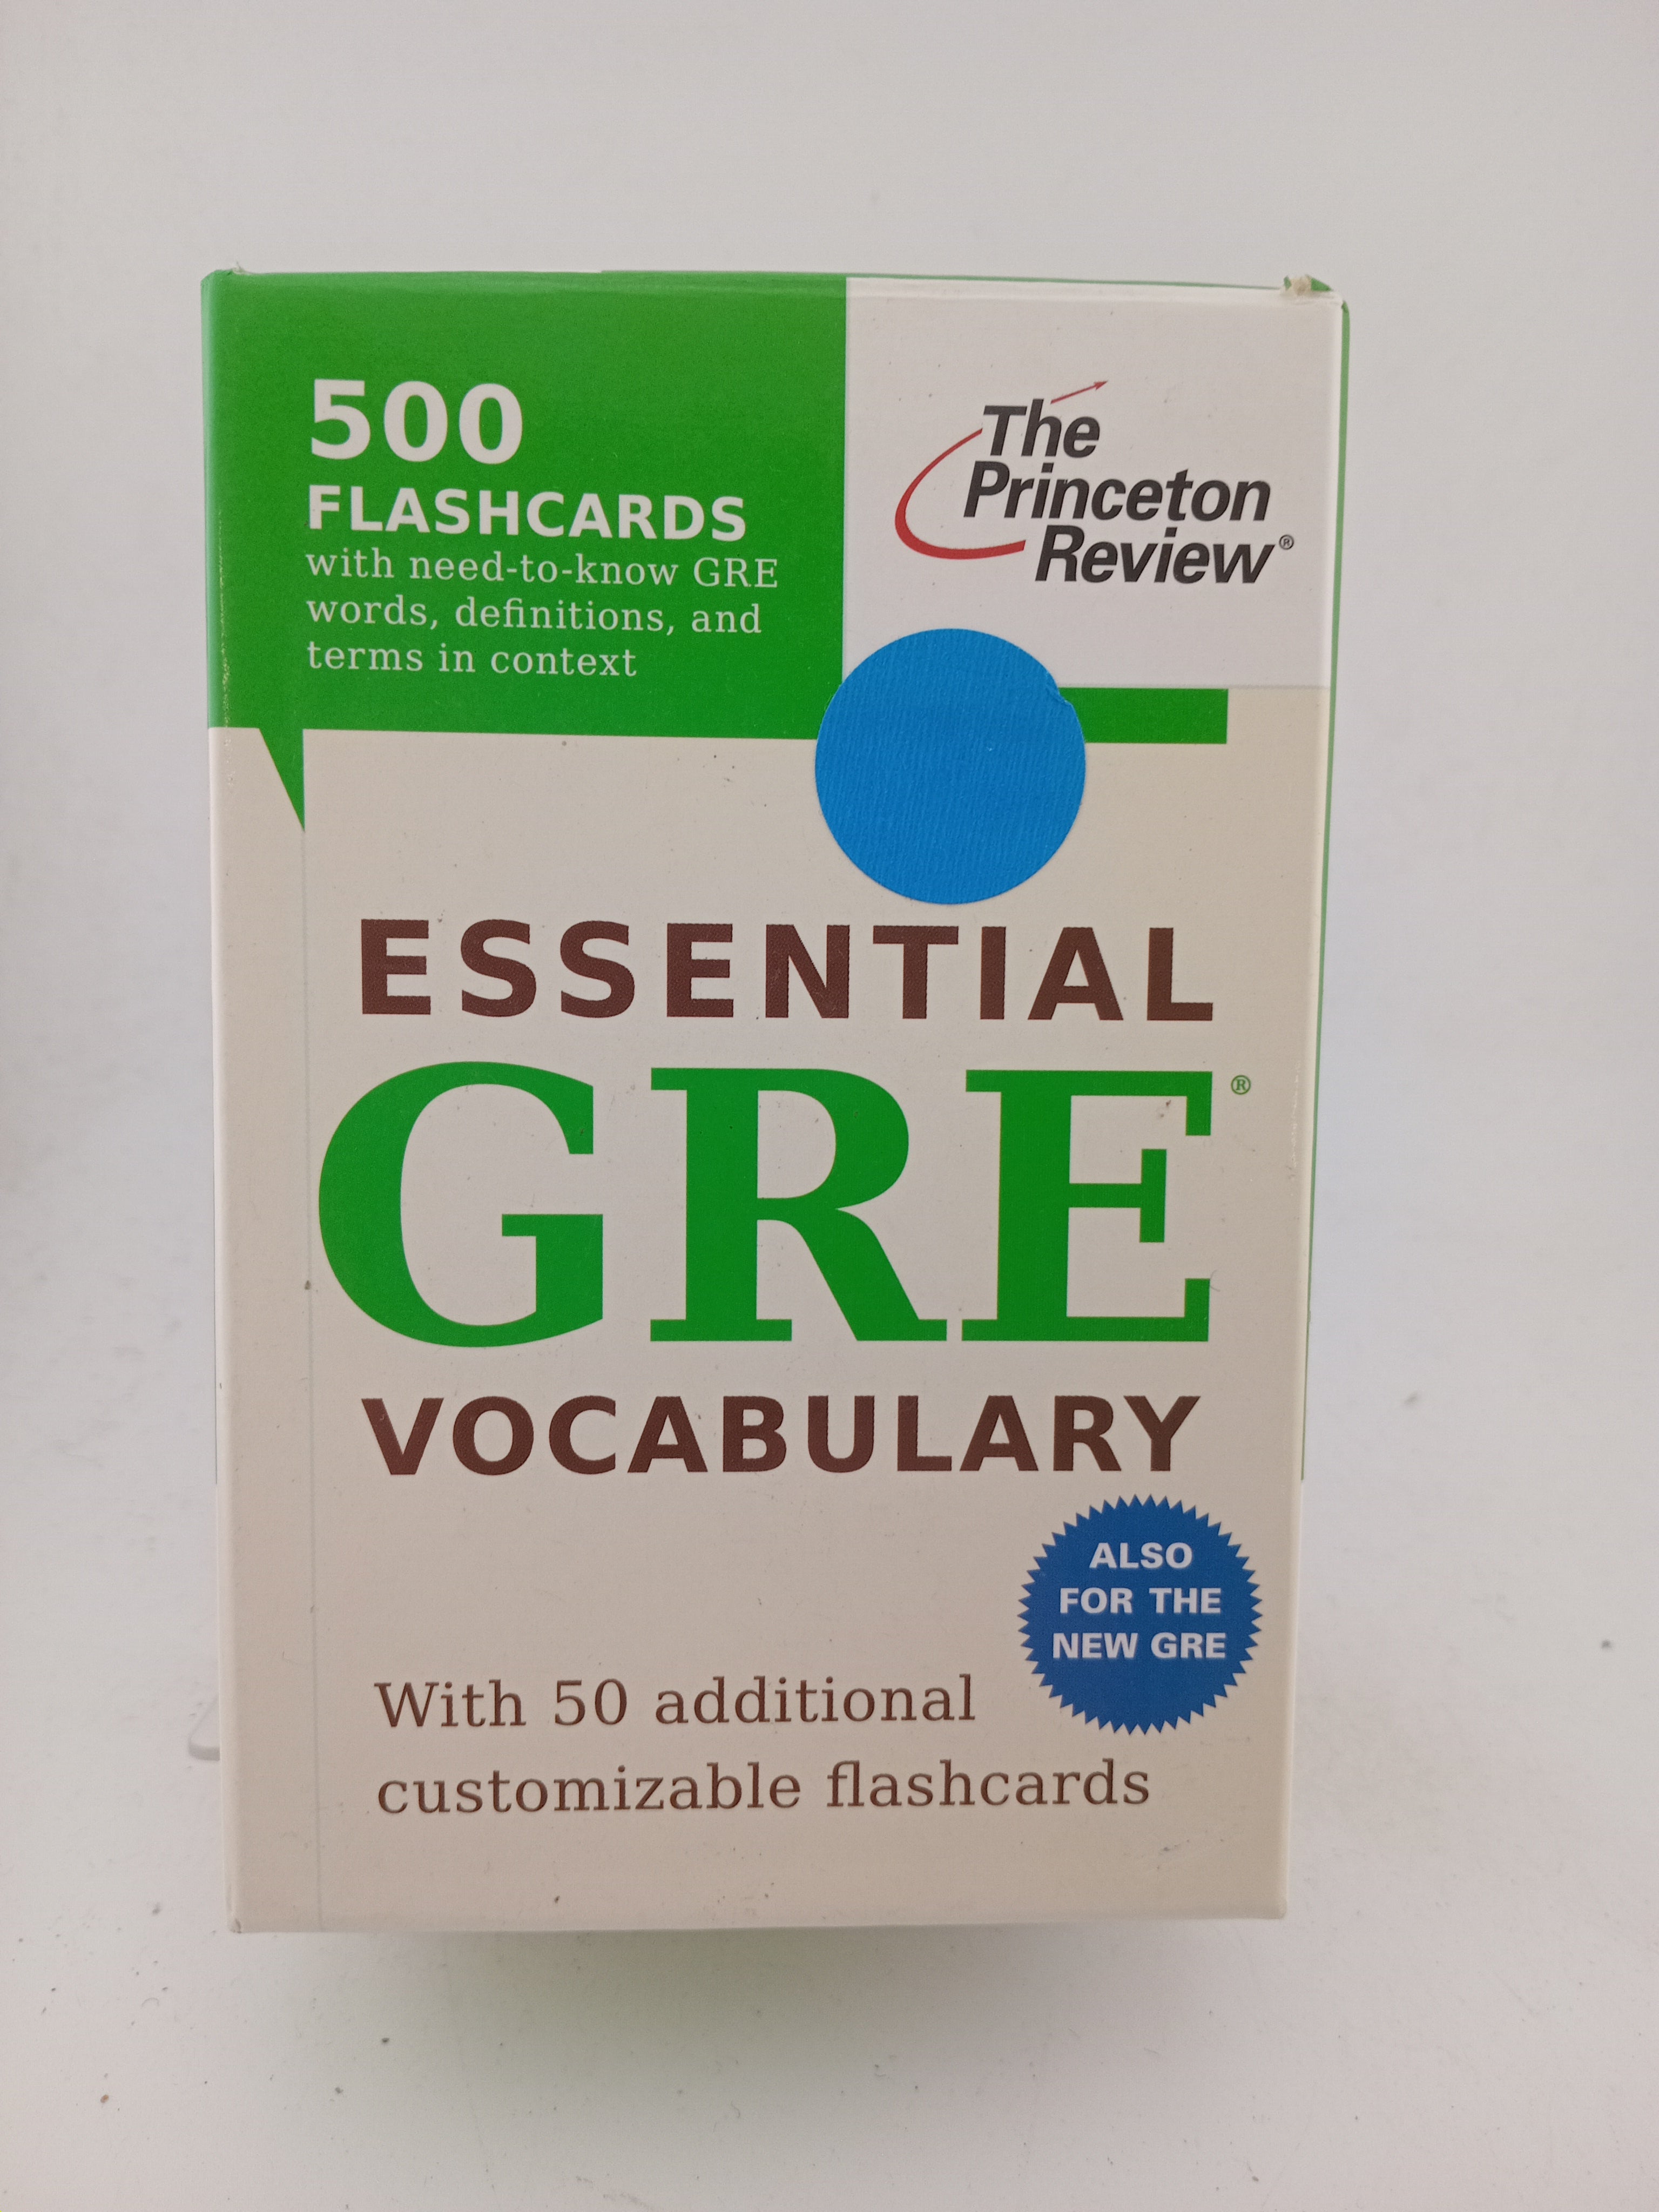 500
FLASHCARDS
with need-to-know GRE
words, definitions, and
terms in context
The
Princeton
Review®
ESSENTIAL
GRE®
VOCABULARY
ALSO
FOR THE
NEW GRE
With 50 additional
customizable flashcards